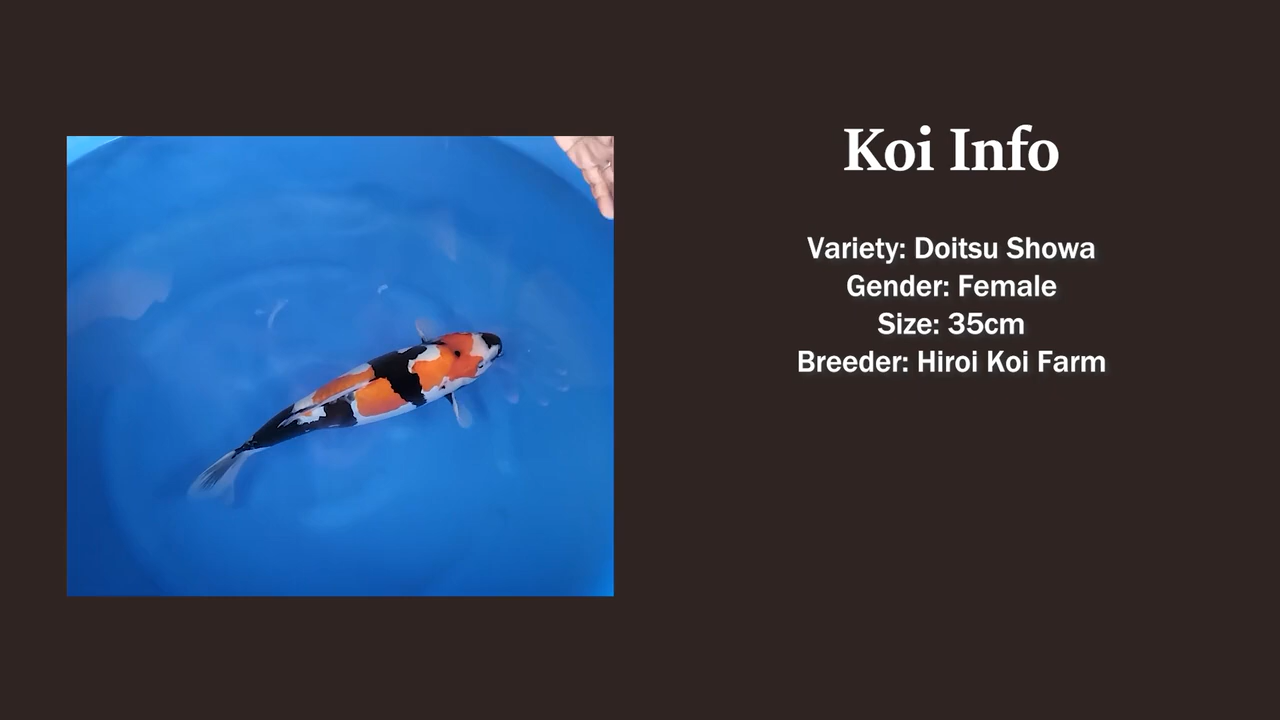 Koi Info
Variety: Doitsu Showa
Gender: Female
Size: 35cm
Breeder: Hiroi Koi Farm